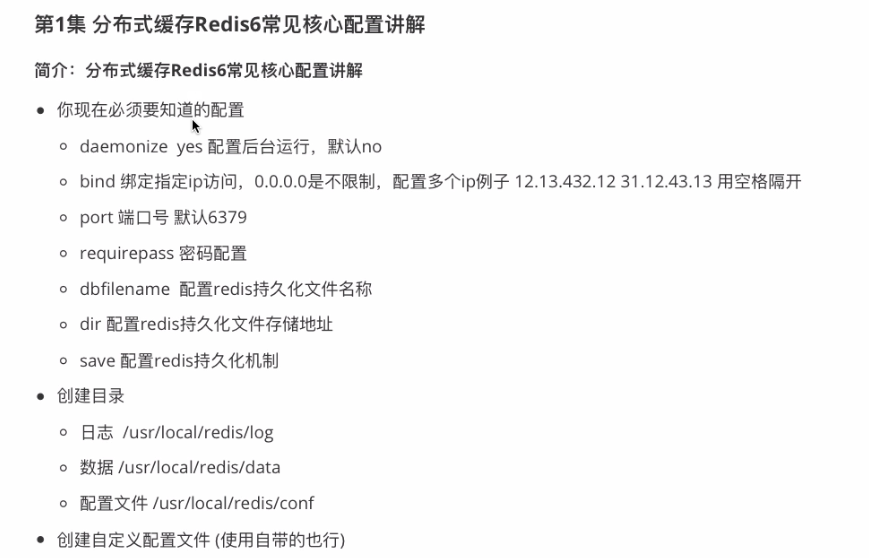 第1集 分布式缓存Redis6常见核心配置讲解
简介：分布式缓存Redis6常见核心配置讲解
你现在必须要知道的配置
daemonize yes 配置后台运行，默认no
bind 绑定指定ip访问，0.0.0.0是不限制，配置多个ip例子 12.13.432.12 31.12.43.13 用空格隔开
port 端口号 默认6379
requirepass 密码配置
dbfilename 配置redis持久化文件名称
dir 配置redis持久化文件存储地址
save 配置redis持久化机制
创建目录
日志 /usr/local/redis/log
数据 /usr/local/redis/data
配置文件 /usr/local/redis/conf
创建自定义配置文件 (使用自带的也行)